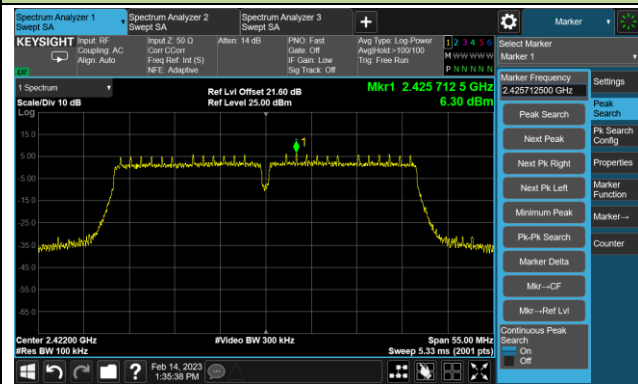 Spectrum Analyzer 1
Swept SA
Spectrum Analyzer 2
Swept SA
Spectrum Analyzer 3
Swept SA
Marker
KEYSIGHT
Input: RF
Coupling: AC
Align: Auto
Input Z: 50 Ω
Corr CCorr
Freq Ref: Int (S)
NFE: Adaptive
Atten: 14 dB
PNO: Fast
Gate: Off
IF Gain: Low
Sig Track: Off
Avg Type: Log-Power
Avg|Hold:>100/100
Trig: Free Run
1 2 3 4 5 6
M W W W W W
P N N N N N
Select Marker
Marker 1
LXI
1 Spectrum
Scale/Div 10 dB
Log
Ref Lvl Offset 21.60 dB
Ref Level 25.00 dBm
Mkr1 2.425 712 5 GHz
6.30 dBm
15.0
5.00
-5.00
-15.0
-25.0
-35.0
-45.0
-55.0
-65.0
1
Center 2.42200 GHz
#Res BW 100 kHz
#Video BW 300 kHz
Span 55.00 MHz
Sweep 5.33 ms (2001 pts)
Marker Frequency
2.425712500 GHz
Peak Search
Next Peak
Next Pk Right
Next Pk Left
Minimum Peak
Pk-Pk Search
Marker Delta
Mkr→CF
Mkr→Ref Lvl
Continuous Peak
Search
On
Off
Settings
Peak
Search
Pk Search
Config
Properties
Marker
Function
Marker→
Counter
Feb 14, 2023
1:35:38 PM